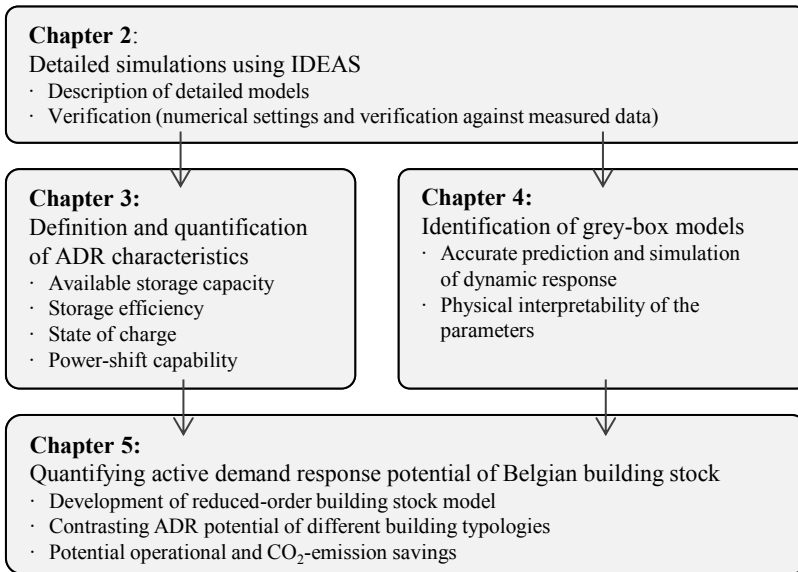 Chapter 2:
Detailed simulations using IDEAS
· Description of detailed models
· Verification (numerical settings and verification against measured data)
Chapter 3:
Definition and quantification
of ADR characteristics
· Available storage capacity
· Storage efficiency
· State of charge
· Power-shift capability
Chapter 4:
Identification of grey-box models
· Accurate prediction and simulation
of dynamic response
· Physical interpretability of the
parameters
Chapter 5:
Quantifying active demand response potential of Belgian building stock
· Development of reduced-order building stock model
· Contrasting ADR potential of different building typologies
· Potential operational and CO₂-emission savings